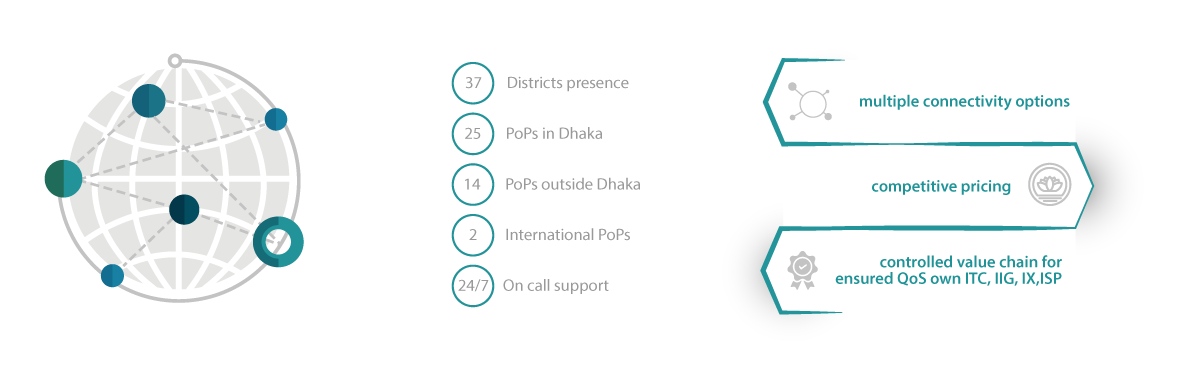 37 Districts presence
25 PoPs in Dhaka
14 PoPs outside Dhaka
2 International PoPs
24/7 On call support
multiple connectivity options
competitive pricing
controlled value chain for
ensured QoS own ITC, IIG, IX,ISP